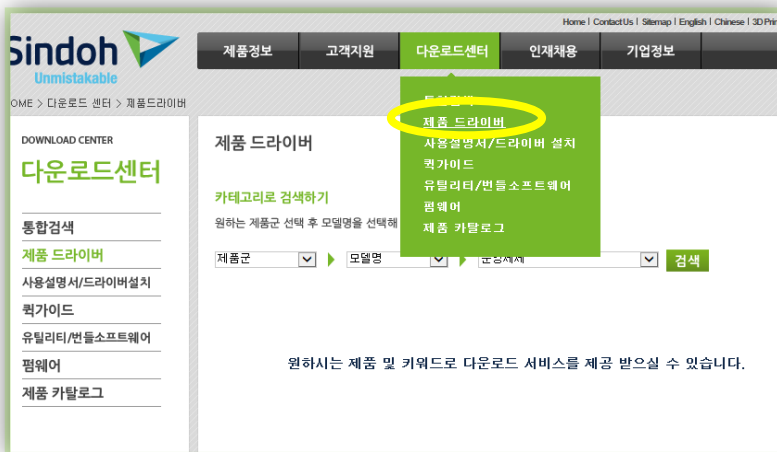 Home | Contact Us | Sitemap | English | Chinese | 3D Prin
Sindoh
Unmistakable
제품정보 고객지원 다운로드센터 인재채용 기업정보
OME > 다운로드 센터 > 제품드라이버
통합검색
제품 드라이버
사용설명서/드라이버 설치
퀵가이드
유틸리티/번들소프트웨어
펌웨어
제품 카탈로그
DOWNLOAD CENTER
다운로드센터
통합검색
제품 드라이버
사용설명서/드라이버설치
퀵가이드
유틸리티/번들소프트웨어
펌웨어
제품 카탈로그
제품 드라이버
카테고리로 검색하기
원하는 제품군 선택 후 모델명을 선택해
제품군 모델명 운영체제 검색
원하시는 제품 및 키워드로 다운로드 서비스를 제공 받으실 수 있습니다.